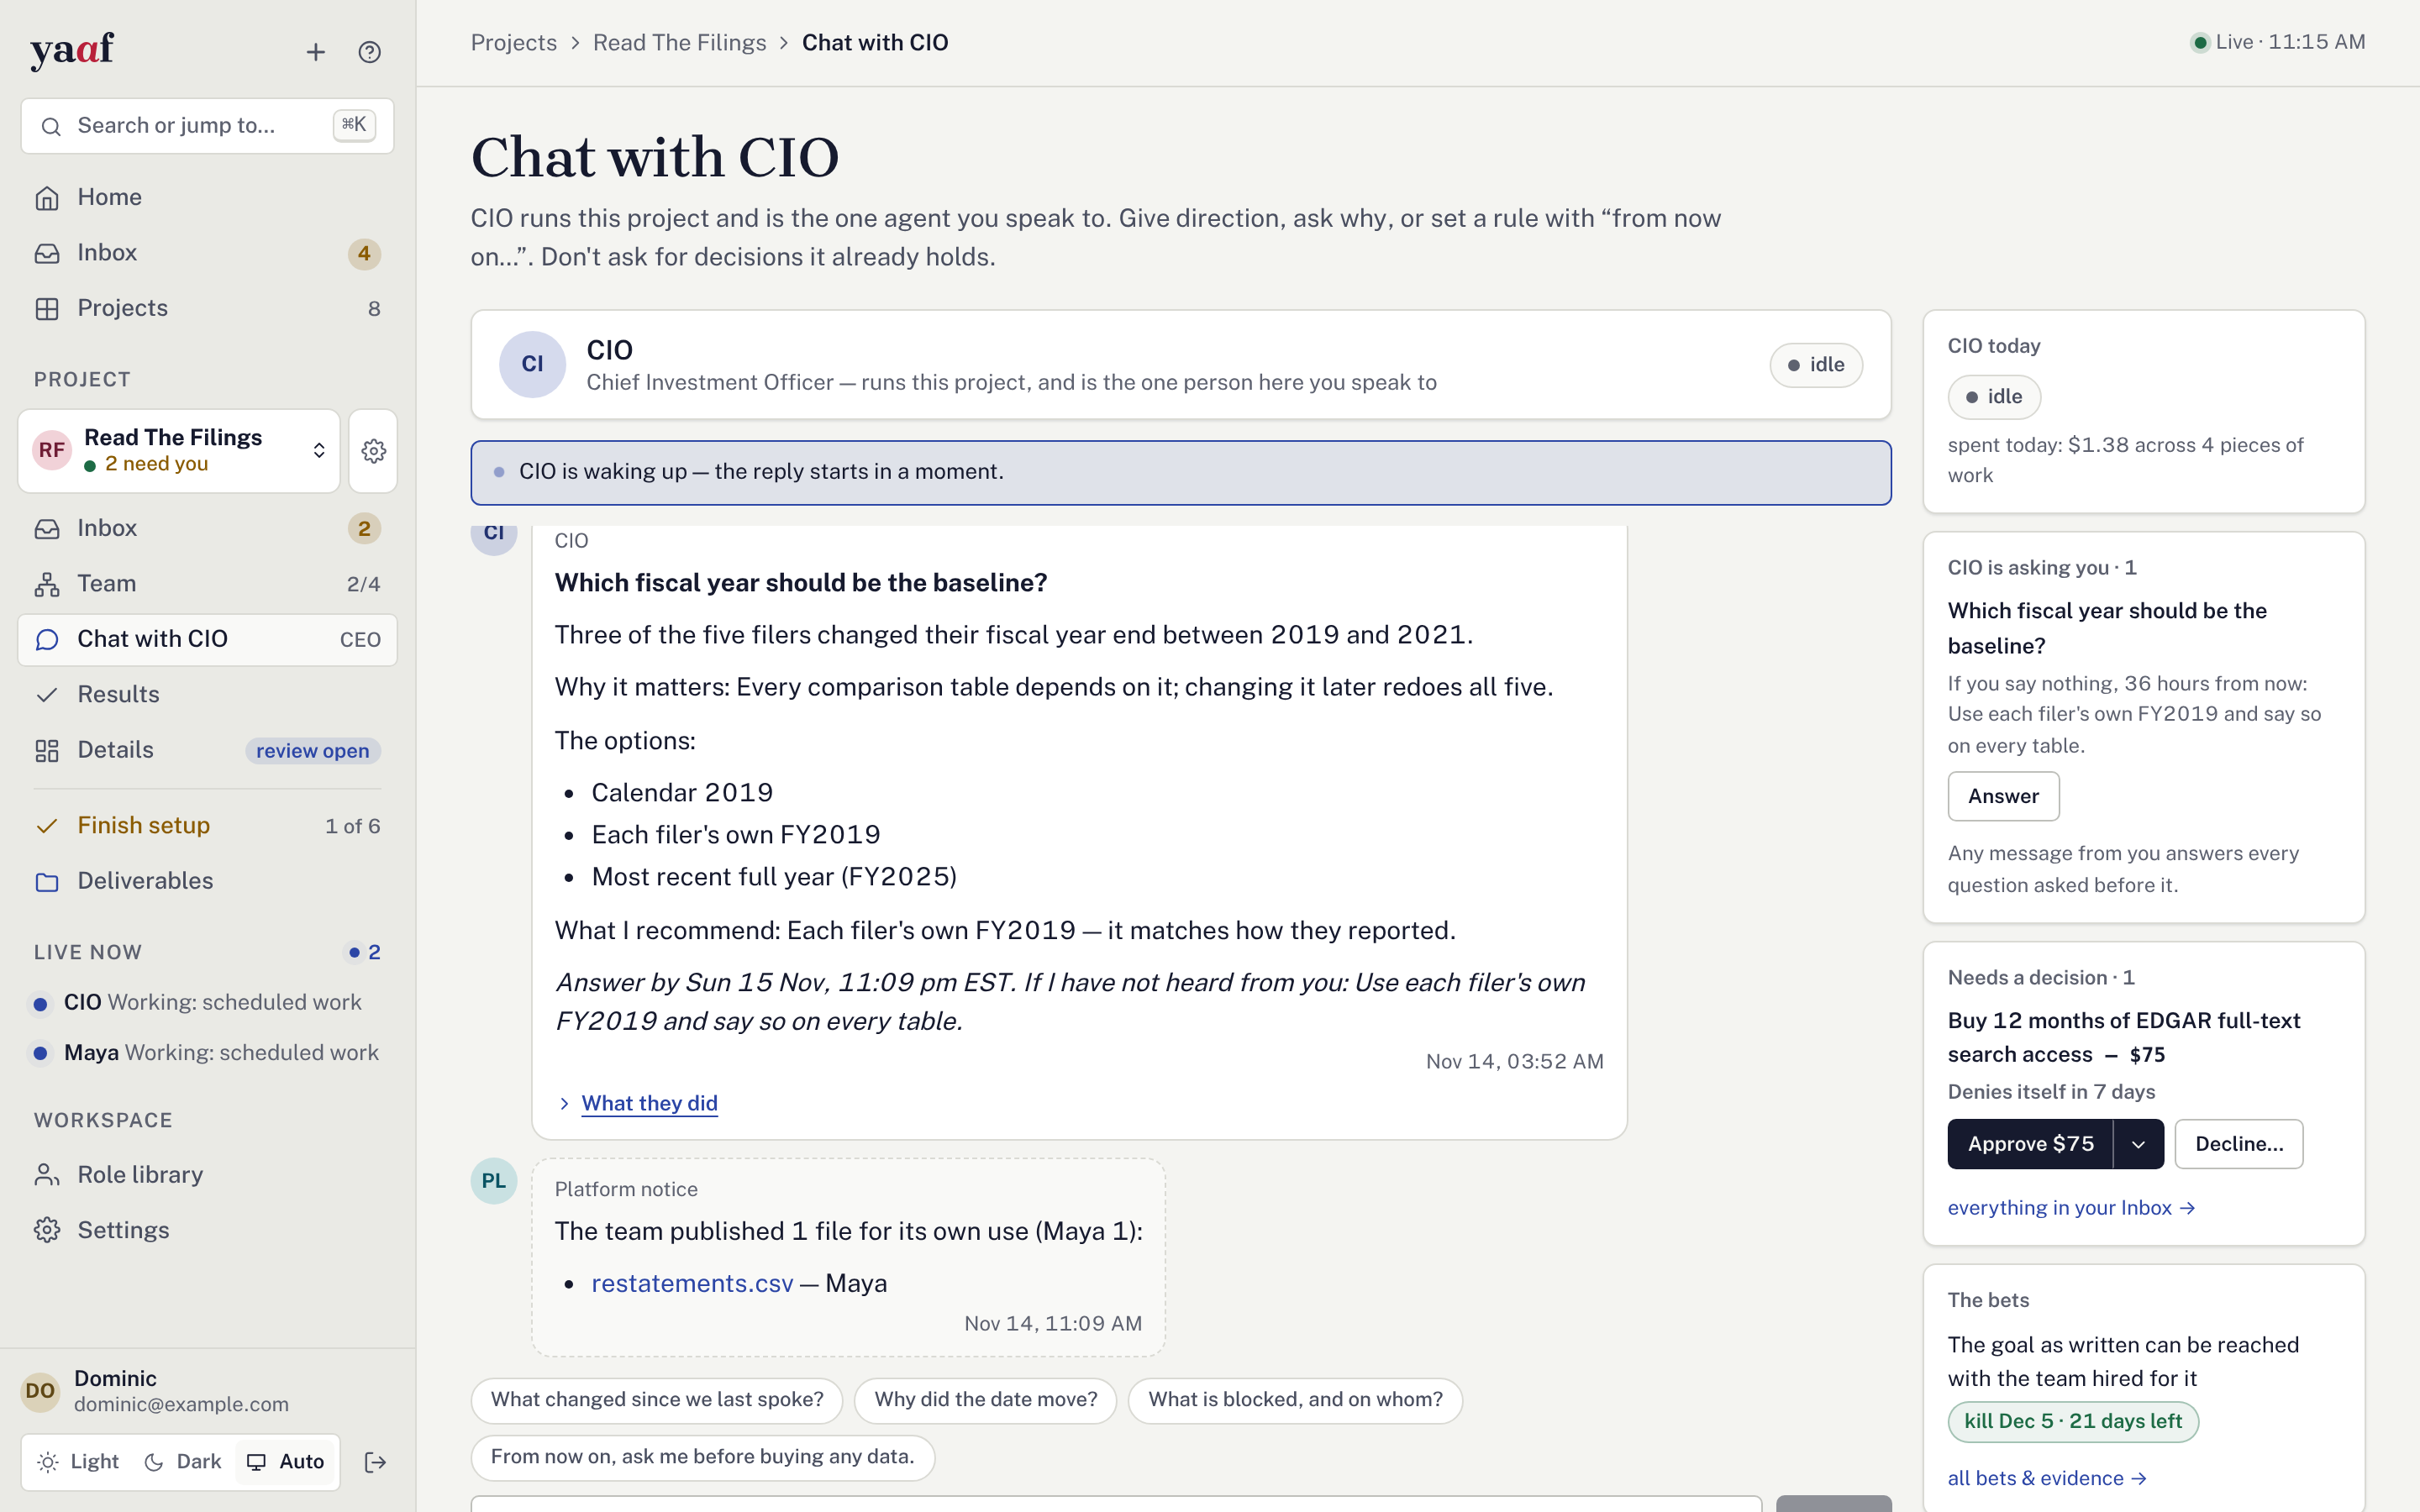 yaaf
Search or jump to... ⌘K
Home
Inbox 4
Projects 8
PROJECT
RF Read The Filings
2 need you
Inbox 2
Team 2/4
Chat with CIO CEO
Results
Details review open
Finish setup 1 of 6
Deliverables
LIVE NOW 2
CIO Working: scheduled work
Maya Working: scheduled work
WORKSPACE
Role library
Settings
DO Dominic
dominic@example.com
Light Dark Auto
Projects > Read The Filings > Chat with CIO
Live · 11:15 AM
Chat with CIO
CIO runs this project and is the one agent you speak to. Give direction, ask why, or set a rule with “from now
on...”. Don't ask for decisions it already holds.
CI CIO
Chief Investment Officer — runs this project, and is the one person here you speak to
idle
CIO is waking up — the reply starts in a moment.
CI CIO
Which fiscal year should be the baseline?
Three of the five filers changed their fiscal year end between 2019 and 2021.
Why it matters: Every comparison table depends on it; changing it later redoes all five.
The options:
• Calendar 2019
• Each filer's own FY2019
• Most recent full year (FY2025)
What I recommend: Each filer's own FY2019 — it matches how they reported.
Answer by Sun 15 Nov, 11:09 pm EST. If I have not heard from you: Use each filer's own
FY2019 and say so on every table.
Nov 14, 03:52 AM
What they did
PL Platform notice
The team published 1 file for its own use (Maya 1):
• restatements.csv — Maya
Nov 14, 11:09 AM
What changed since we last spoke? Why did the date move? What is blocked, and on whom?
From now on, ask me before buying any data.
CIO today
idle
spent today: $1.38 across 4 pieces of
work
CIO is asking you · 1
Which fiscal year should be the
baseline?
If you say nothing, 36 hours from now:
Use each filer's own FY2019 and say so
on every table.
Answer
Any message from you answers every
question asked before it.
Needs a decision · 1
Buy 12 months of EDGAR full-text
search access – $75
Denies itself in 7 days
Approve $75 Decline...
everything in your Inbox →
The bets
The goal as written can be reached
with the team hired for it
kill Dec 5 · 21 days left
all bets & evidence →